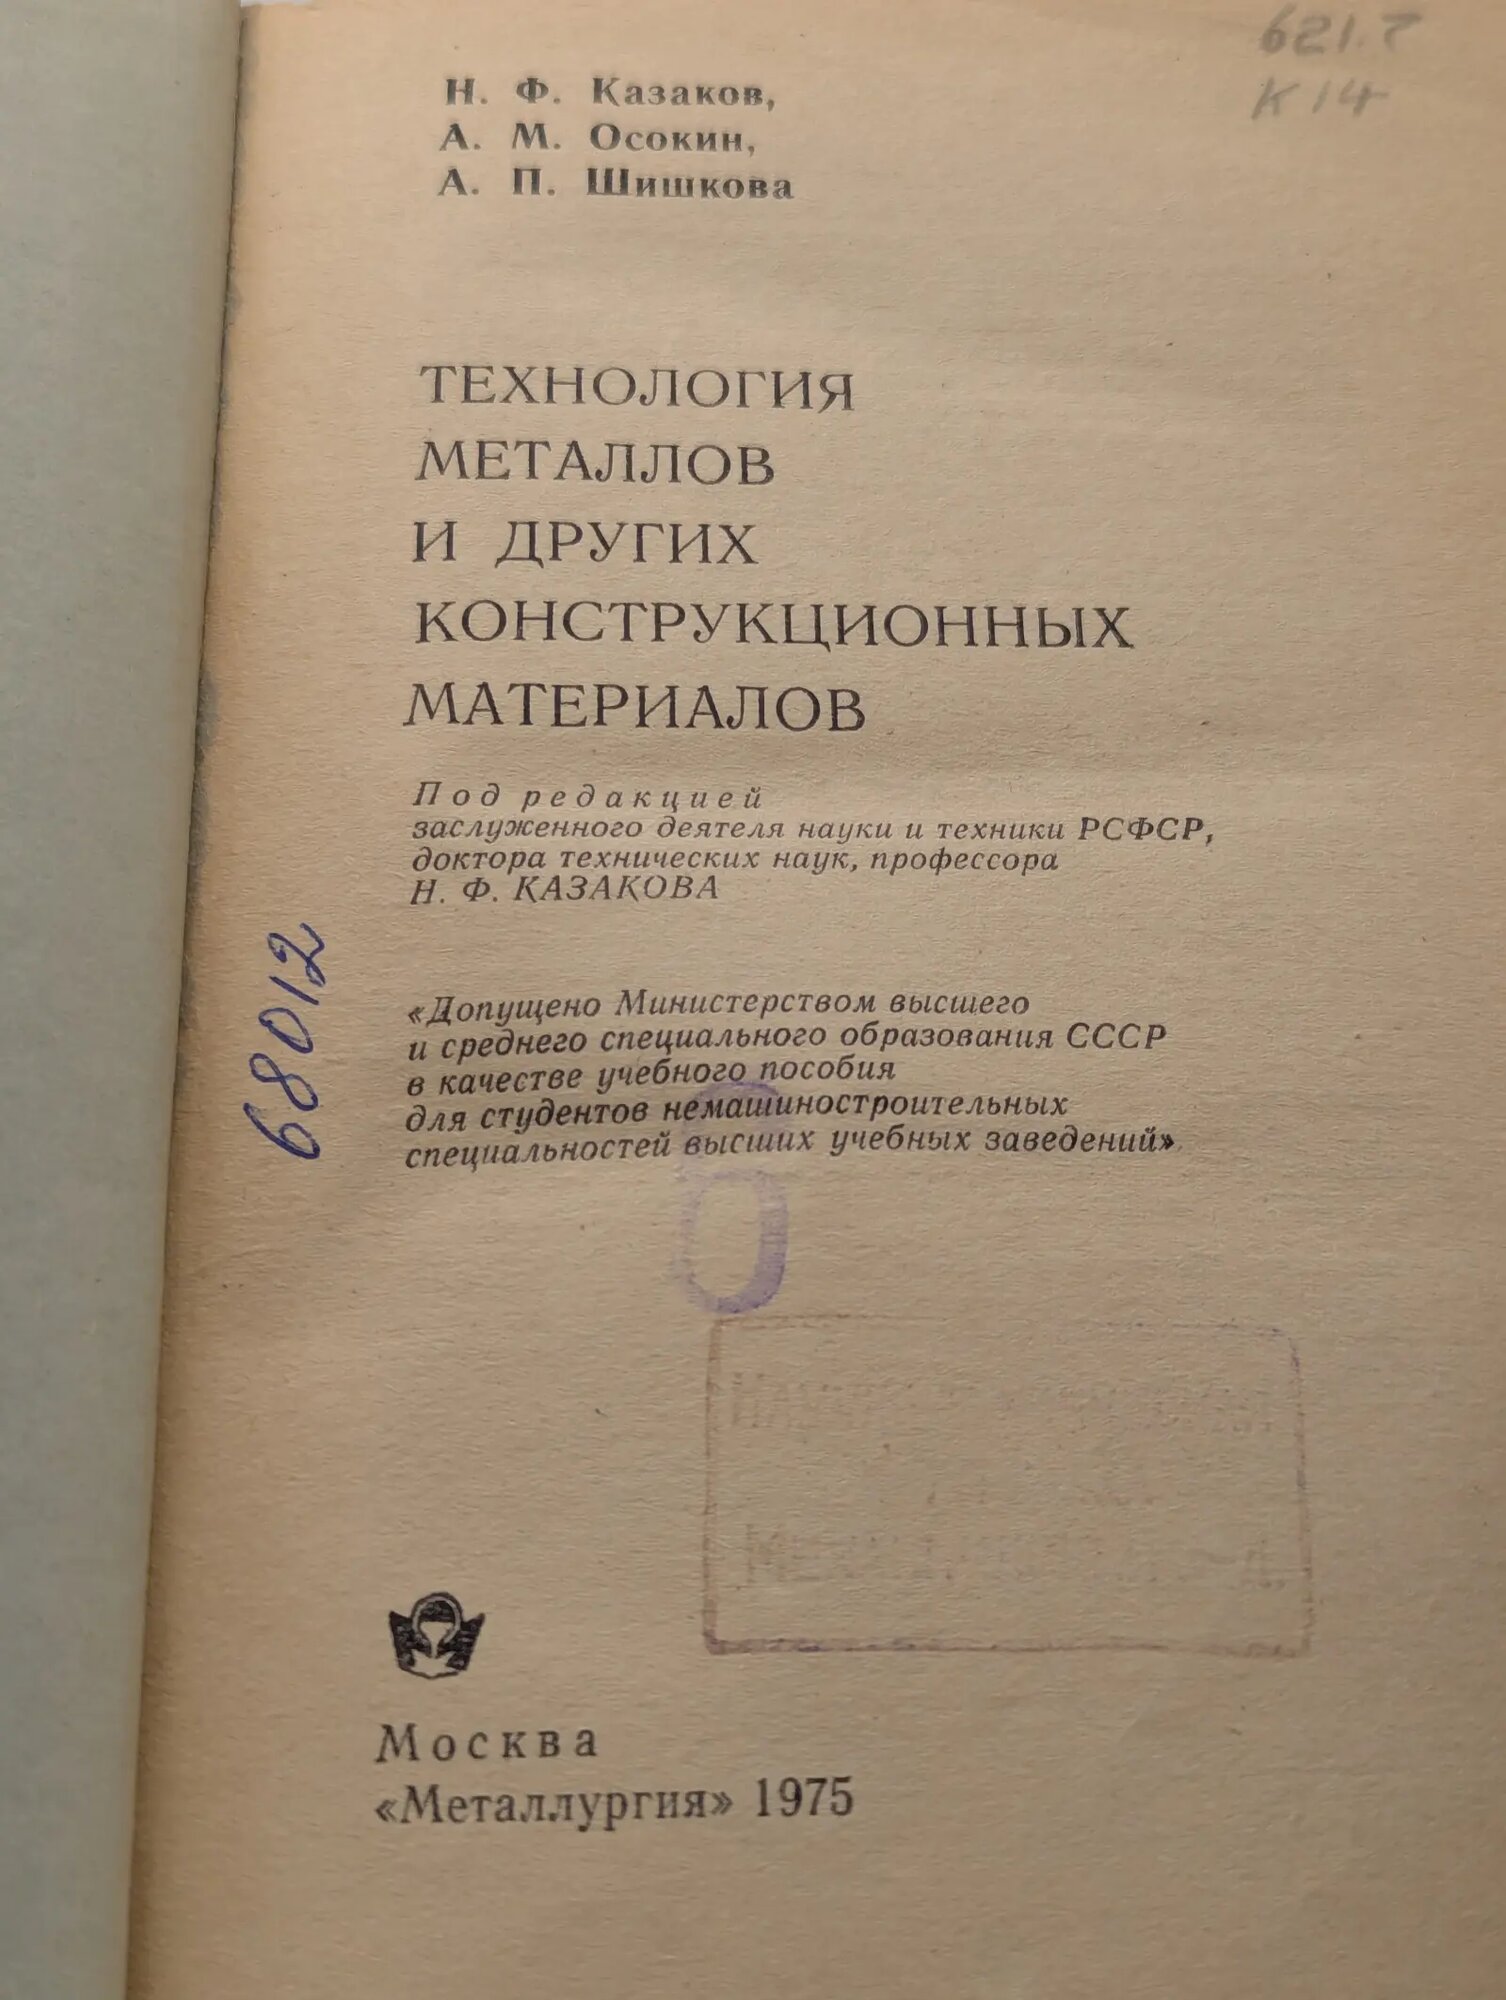 621.7
К 14
Н. Ф. Казаков,
А. М. Осокин,
А. П. Шишкова
ТЕХНОЛОГИЯ
МЕТАЛЛОВ
И ДРУГИХ
КОНСТРУКЦИОННЫХ
МАТЕРИАЛОВ
Под редакцией
заслуженного деятеля науки и техники РСФСР,
доктора технических наук, профессора
Н. Ф. КАЗАКОВА
68012
«Допущено Министерством высшего
и среднего специального образования СССР
в качестве учебного пособия
для студентов немашиностроительных
специальностей высших учебных заведений»
Москва
«Металлургия» 1975